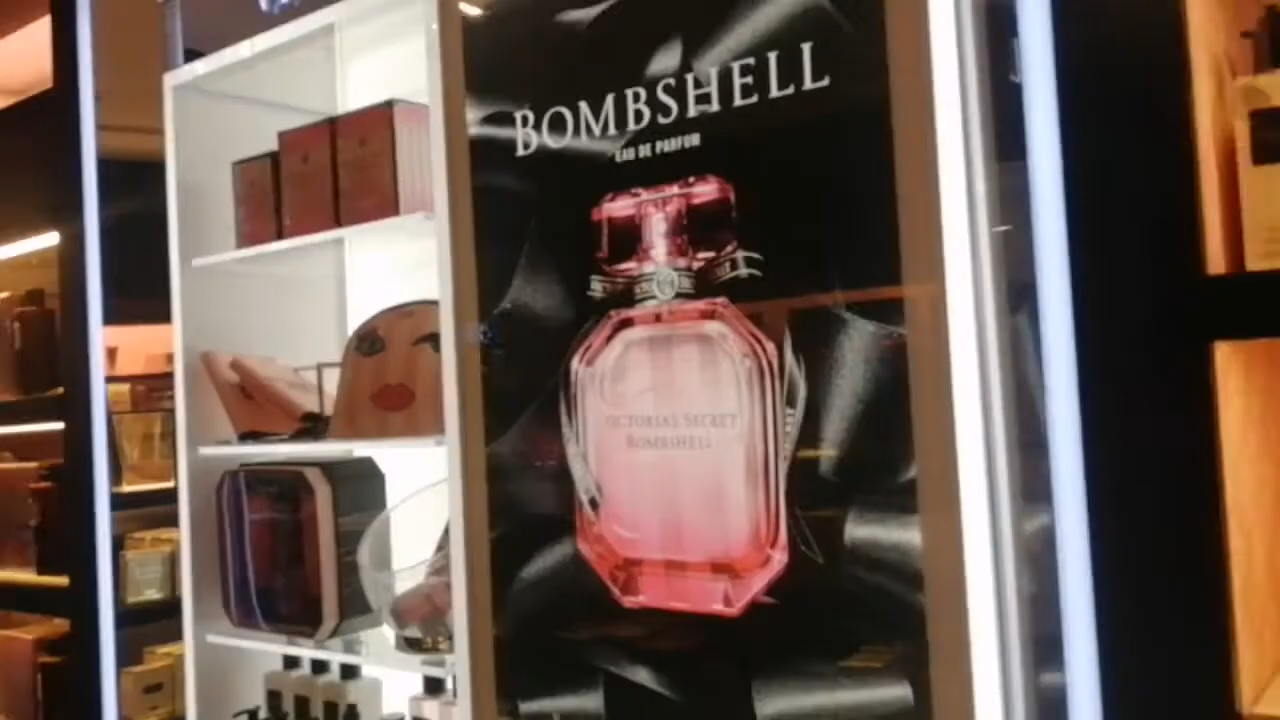 BOMBSHELL
EAU DE PARFUM
VICTORIA'S SECRET
BOMBSHELL